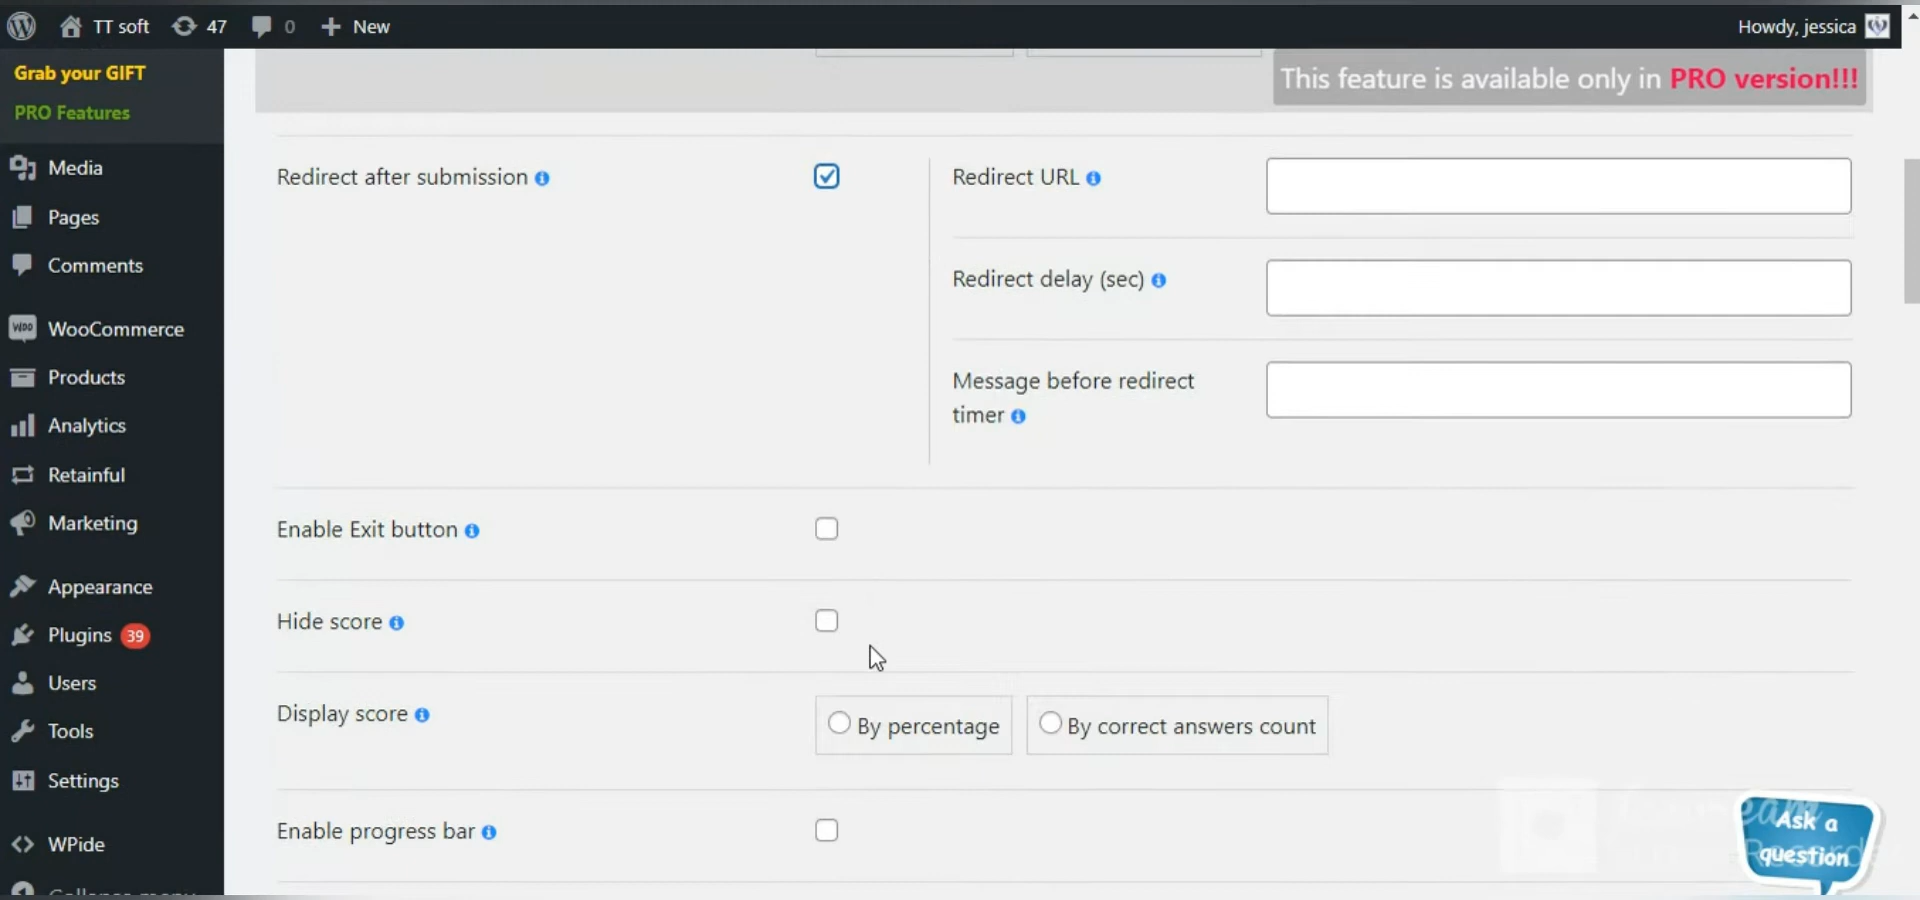 TT soft 47 0 New Howdy, jessica
Grab your GIFT
PRO Features
This feature is available only in PRO version!!!
Media
Pages
Comments
WooCommerce
Products
Analytics
Retainful
Marketing
Appearance
Plugins 39
Users
Tools
Settings
WPide
Collapse menu
Redirect after submission
Redirect URL
Redirect delay (sec)
Message before redirect
timer
Enable Exit button
Hide score
Display score
By percentage By correct answers count
Enable progress bar
Ask a
question